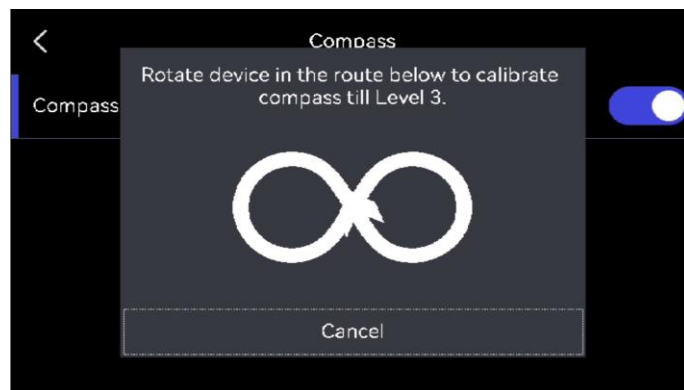 Compass
Rotate device in the route below to calibrate
compass till Level 3.
Compass
Cancel